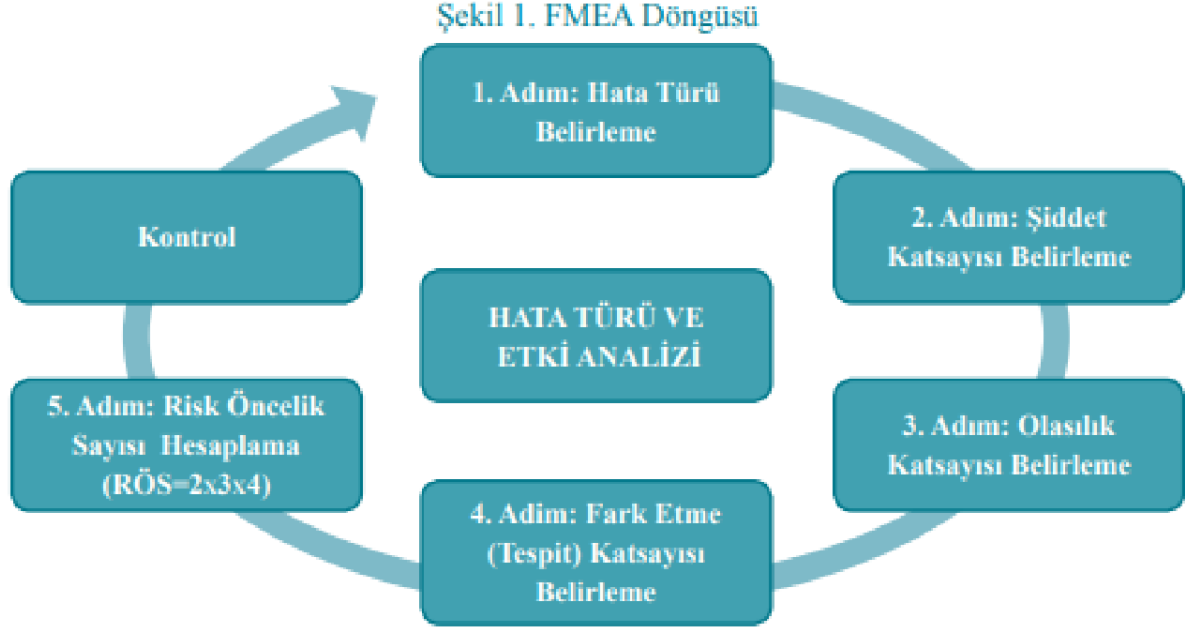 Şekil 1. FMEA Döngüsü
1. Adım: Hata Türü
Belirleme
2. Adım: Şiddet
Katsayısı Belirleme
3. Adım: Olasılık
Katsayısı Belirleme
4. Adim: Fark Etme
(Tespit) Katsayısı
Belirleme
5. Adım: Risk Öncelik
Sayısı Hesaplama
(RÖS=2x3x4)
Kontrol
HATA TÜRÜ VE
ETKİ ANALİZİ